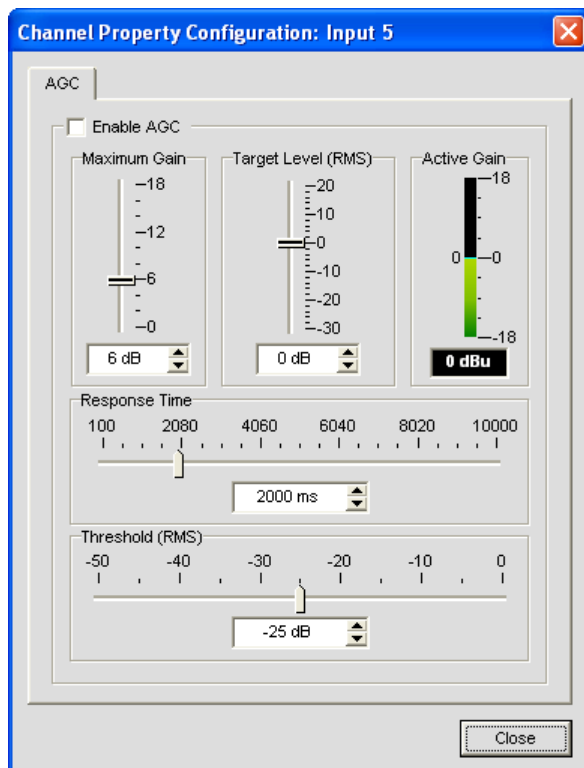 Channel Property Configuration: Input 5
AGC
Enable AGC
Maximum Gain
18
12
6
0
6 dB
Target Level (RMS)
20
10
0
-10
-20
-30
0 dB
Active Gain
18
0 0
-18
0 dBu
Response Time
100 2080 4060 6040 8020 10000
2000 ms
Threshold (RMS)
-50 -40 -30 -20 -10 0
-25 dB
Close